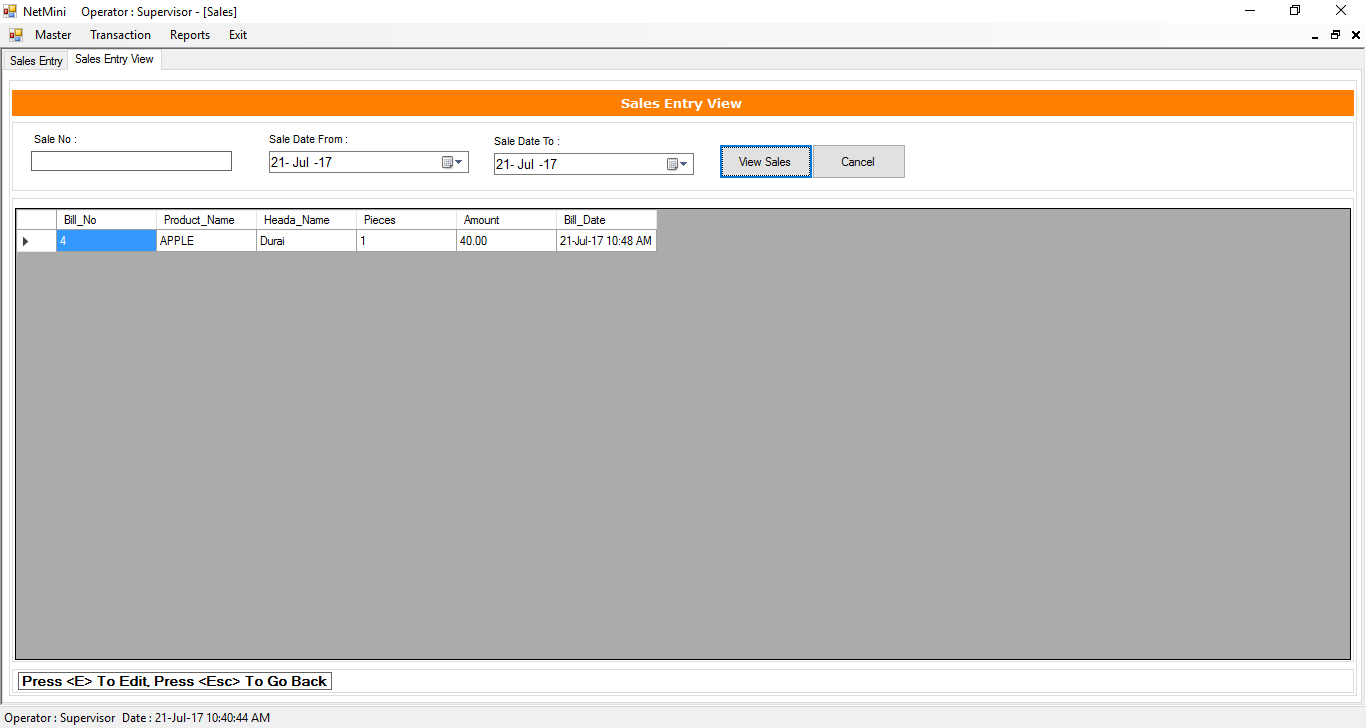 NetMini Operator : Supervisor - [Sales]
Master Transaction Reports Exit
Sales Entry Sales Entry View
Sales Entry View
Sale No : Sale Date From : Sale Date To :
21- Jul -17 21- Jul -17 View Sales Cancel
Bill_No Product_Name Heada_Name Pieces Amount Bill_Date
4 APPLE Durai 1 40.00 21-Jul-17 10:48 AM
Press <E> To Edit, Press <Esc> To Go Back
Operator : Supervisor Date : 21-Jul-17 10:40:44 AM